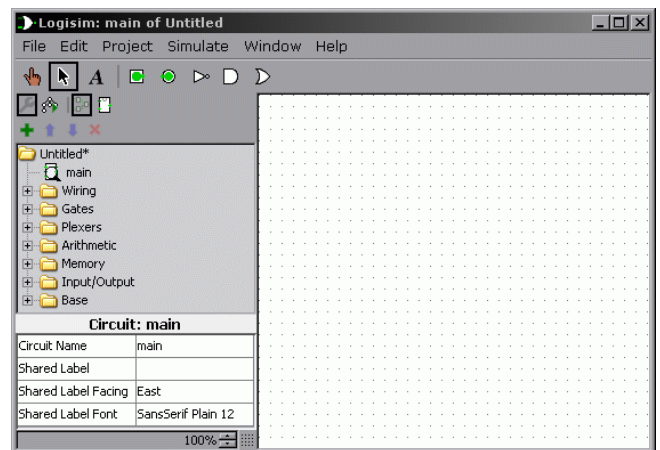 Logisim: main of Untitled
File Edit Project Simulate Window Help
A
Untitled*
main
Wiring
Gates
Plexers
Arithmetic
Memory
Input/Output
Base
Circuit: main
Circuit Name main
Shared Label
Shared Label Facing East
Shared Label Font SansSerif Plain 12
100%